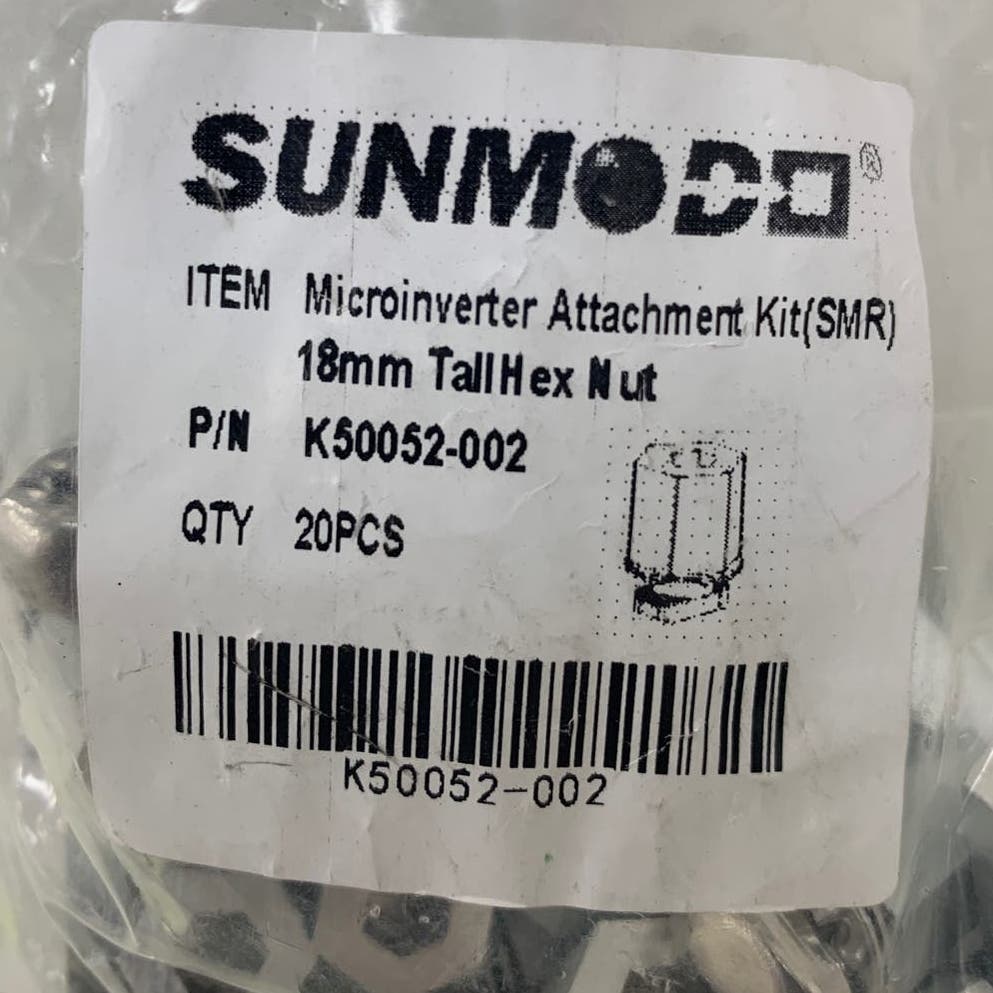 SUNMODO®
ITEM Microinverter Attachment Kit(SMR)
18mm Tall Hex Nut
P/N K50052-002
QTY 20PCS
K50052-002